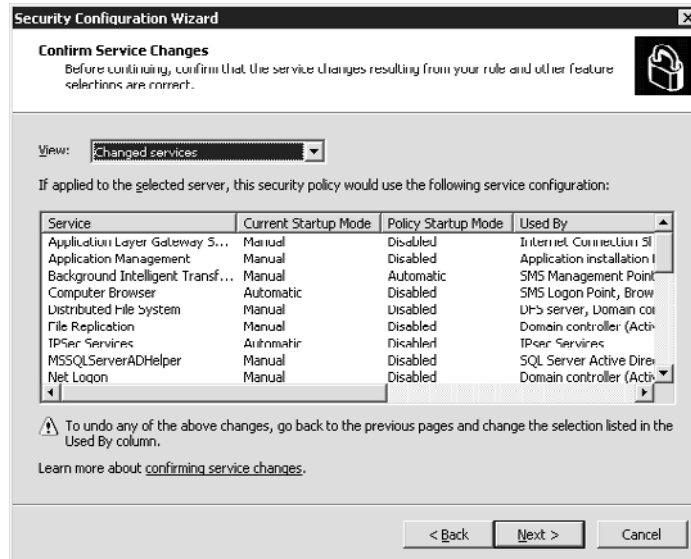 Security Configuration Wizard
Confirm Service Changes
Before continuing, confirm that the service changes resulting from your role and other feature
selections are correct.
View: Changed services
If applied to the selected server, this security policy would use the following service configuration:
Service Current Startup Mode Policy Startup Mode Used By
Application Layer Gateway S... Manual Disabled Internet Connection
Application Management Manual Disabled Application installation
Background Intelligent Transf... Manual Automatic SMS Management Point
Computer Browser Automatic Disabled SMS Logon Point, Brow
Distributed File System Manual Disabled DFS server, Domain
File Replication Manual Disabled Domain controller (Activ
IPSec Services Automatic Disabled IPsec Services
MSSQLServerADHelper Manual Disabled SQL Server Active
Net Logon Manual Disabled Domain controller (Activ
To undo any of the above changes, go back to the previous pages and change the selection listed in the
Used By column.
Learn more about confirming service changes.
< Back Next > Cancel